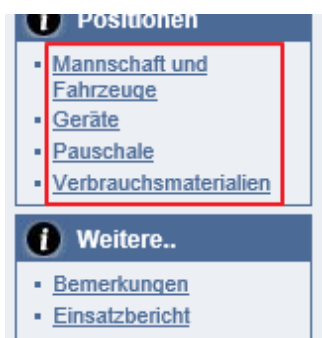 Positionen
Mannschaft und
Fahrzeuge
Geräte
Pauschale
Verbrauchsmaterialien
Weitere..
Bemerkungen
Einsatzbericht